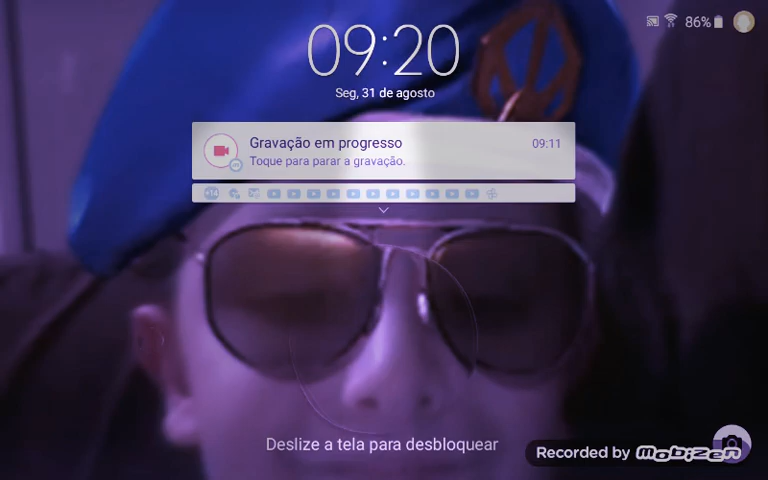 86%
09:20
Seg, 31 de agosto
Gravação em progresso
09:11
Toque para parar a gravação.
+14
Deslize a tela para desbloquear
Recorded by Mobizen